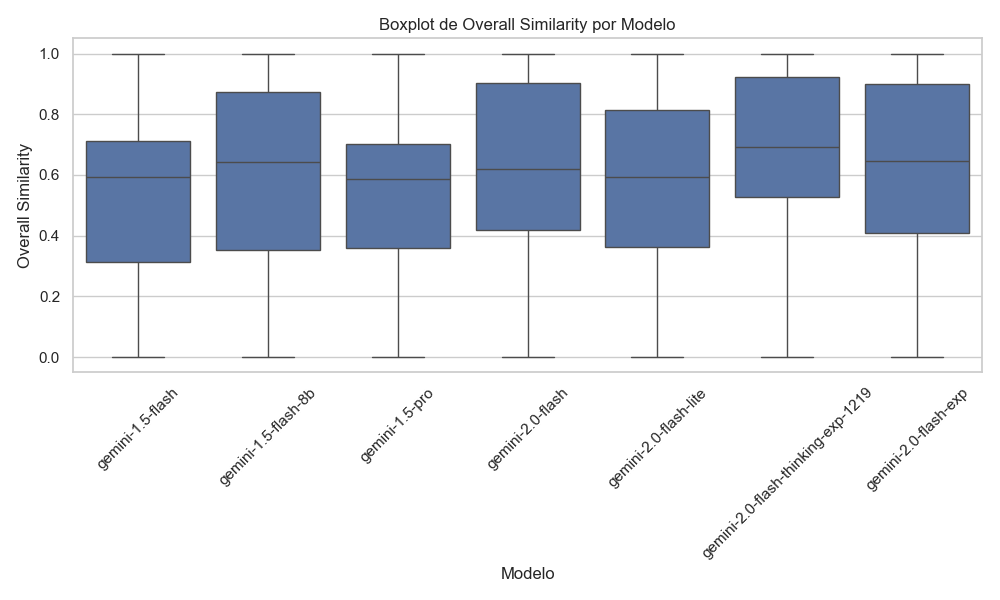 Boxplot de Overall Similarity por Modelo
Overall Similarity
1.0
0.8
0.6
0.4
0.2
0.0
gemini-1.5-flash
gemini-1.5-flash-8b
gemini-1.5-pro
gemini-2.0-flash
gemini-2.0-flash-lite
gemini-2.0-flash-thinking-exp-1219
gemini-2.0-flash-exp
Modelo